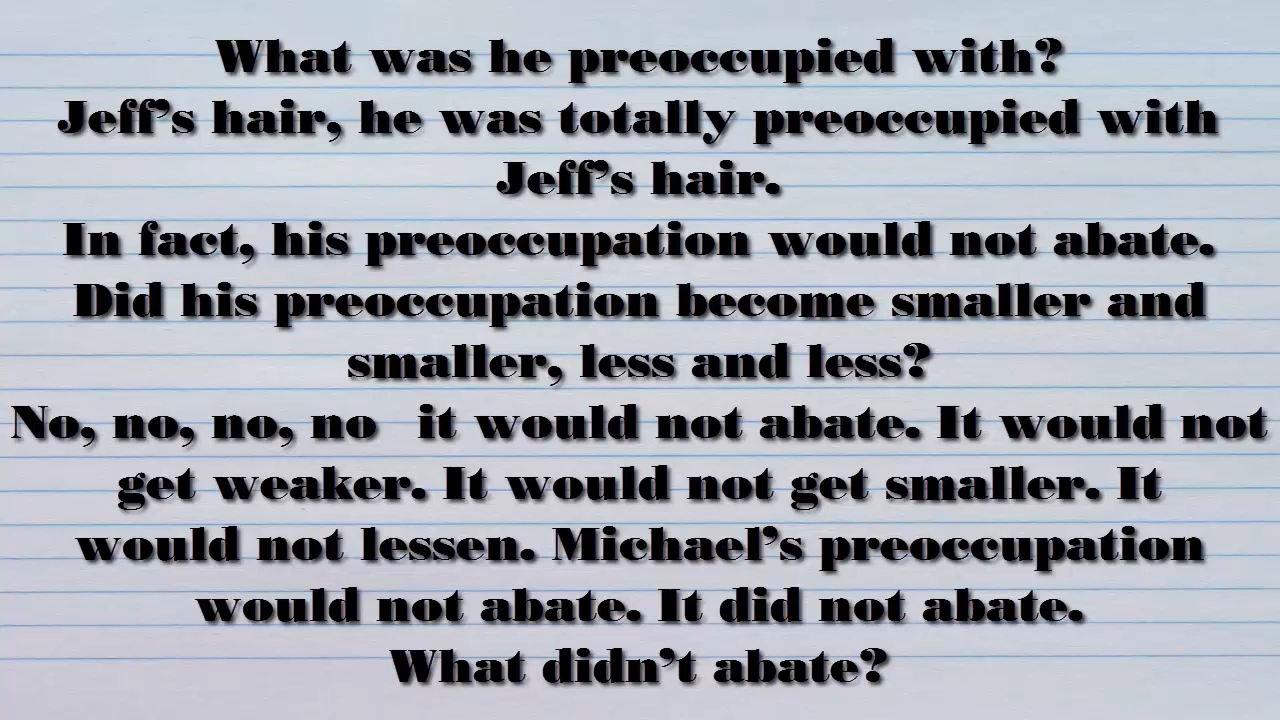 What was he preoccupied with?
Jeff’s hair, he was totally preoccupied with
Jeff’s hair.
In fact, his preoccupation would not abate.
Did his preoccupation become smaller and
smaller, less and less?
No, no, no, no   it would not abate. It would not
get weaker. It would not get smaller. It
would not lessen. Michael’s preoccupation
would not abate. It did not abate.
What didn’t abate?